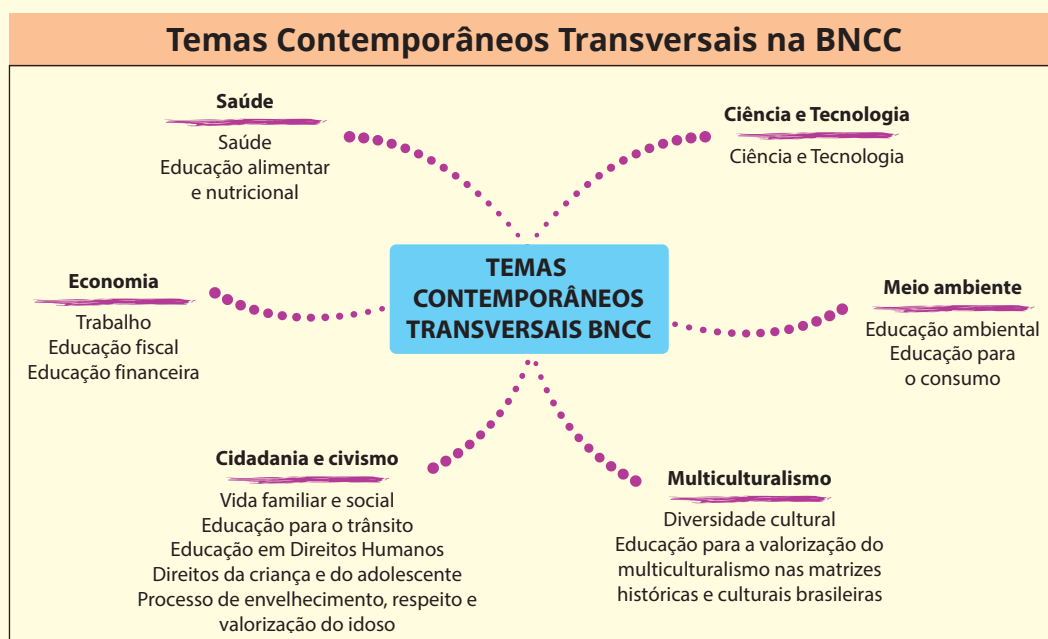 Temas Contemporâneos Transversais na BNCC
Saúde
Saúde
Educação alimentar
e nutricional
Ciência e Tecnologia
Ciência e Tecnologia
TEMAS
CONTEMPORÂNEOS
TRANSVERSAIS BNCC
Economia
Trabalho
Educação fiscal
Educação financeira
Meio ambiente
Educação ambiental
Educação para
o consumo
Cidadania e civismo
Vida familiar e social
Educação para o trânsito
Educação em Direitos Humanos
Direitos da criança e do adolescente
Processo de envelhecimento, respeito e
valorização do idoso
Multiculturalismo
Diversidade cultural
Educação para a valorização do
multiculturalismo nas matrizes
históricas e culturais brasileiras